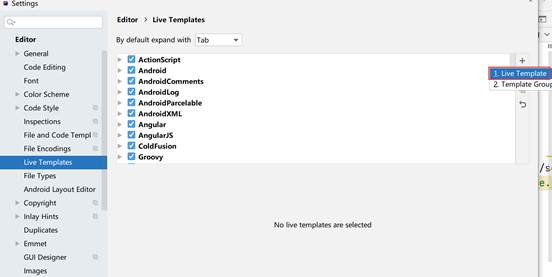 Settings
Editor
General
Code Editing
Font
Color Scheme
Code Style
Inspections
File and Code Templ
File Encodings
Live Templates
File Types
Android Layout Editor
Copyright
Inlay Hints
Duplicates
Emmet
GUI Designer
Images
Editor › Live Templates
By default expand with Tab
ActionScript
Android
AndroidComments
AndroidLog
AndroidParcelable
AndroidXML
Angular
AngularJS
ColdFusion
Groovy
1. Live Template
2. Template Group
No live templates are selected
/s
e.